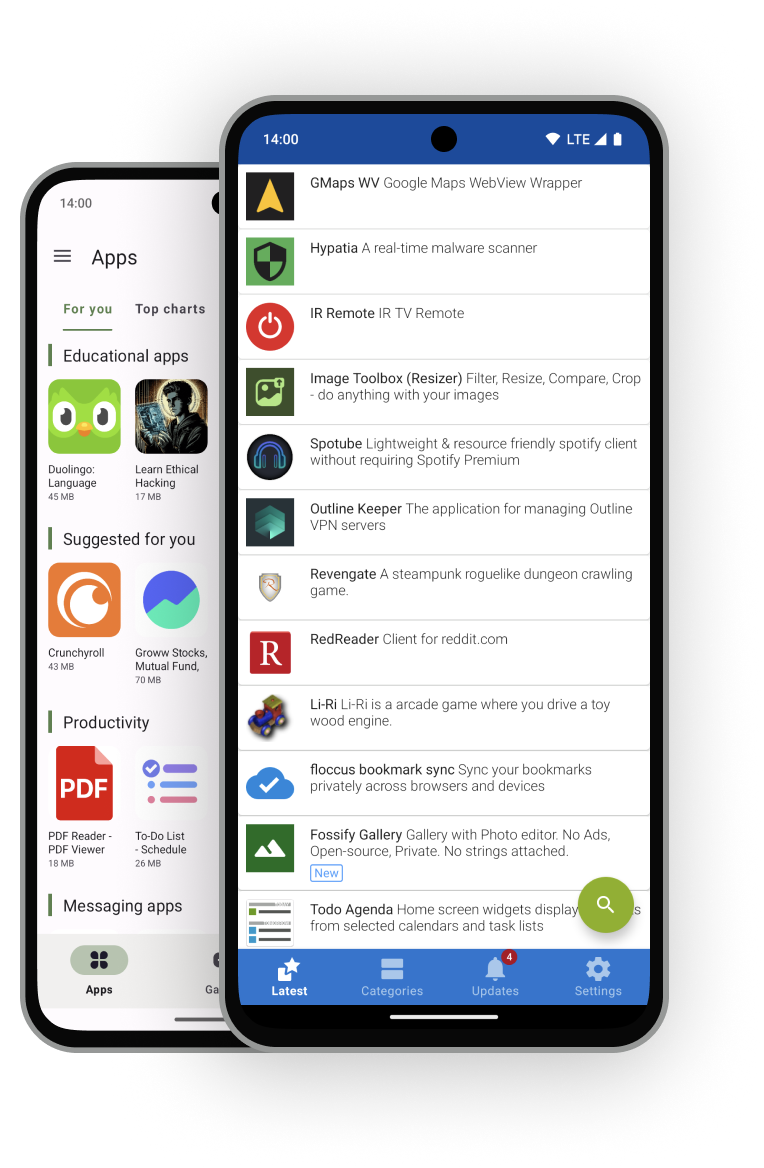 14:00
Apps
For you Top charts
Educational apps
Duolingo:
Language
45 MB
Learn Ethical
Hacking
17 MB
Suggested for you
Crunchyroll
43 MB
Groww Stocks,
Mutual Fund,
70 MB
Productivity
PDF
PDF Reader -
PDF Viewer
18 MB
To-Do List
- Schedule
26 MB
Messaging apps
Apps
14:00 LTE
GMaps WV Google Maps WebView Wrapper
Hypatia A real-time malware scanner
IR Remote IR TV Remote
Image Toolbox (Resizer) Filter, Resize, Compare, Crop
- do anything with your images
Spotube Lightweight & resource friendly spotify client
without requiring Spotify Premium
Outline Keeper The application for managing Outline
VPN servers
Revengate A steampunk roguelike dungeon crawling
game.
R
RedReader Client for reddit.com
Li-Ri Li-Ri is a arcade game where you drive a toy
wood engine.
floccus bookmark sync Sync your bookmarks
privately across browsers and devices
Fossify Gallery Gallery with Photo editor. No Ads,
Open-source, Private. No strings attached.
New
Todo Agenda Home screen widgets display
from selected calendars and task lists
4
Latest Categories Updates Settings